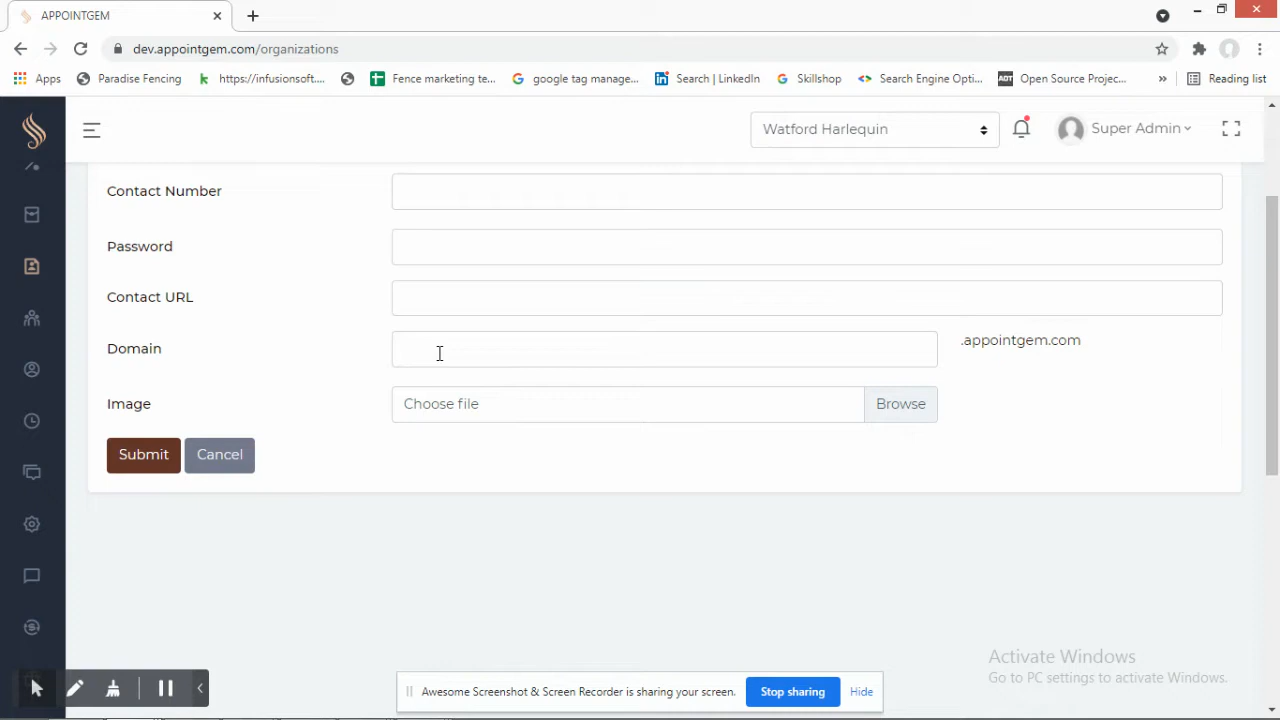 APPOINTGEM
dev.appointgem.com/organizations
Apps Paradise Fencing https://infusionsoft.... Fence marketing te... google tag manage... Search | LinkedIn Skillshop Search Engine Opti... AOT Open Source Projec... » Reading list
Watford Harlequin Super Admin
Contact Number
Password
Contact URL
Domain .appointgem.com
Image Choose file Browse
Submit Cancel
Activate Windows
Go to PC settings to activate Windows.
Awesome Screenshot & Screen Recorder is sharing your screen. Stop sharing Hide